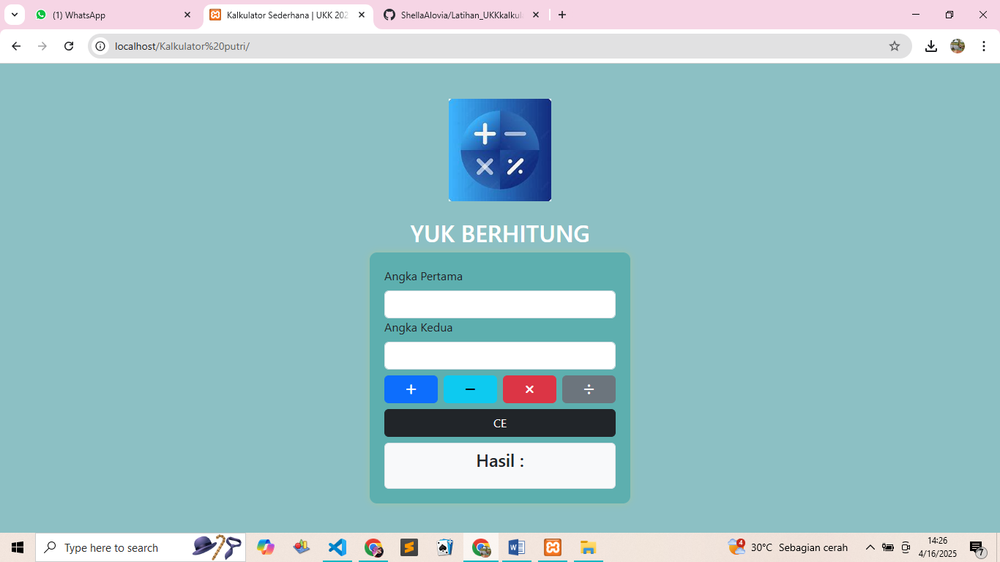 (1) WhatsApp
Kalkulator Sederhana | UKK 202
ShellaAlovia/Latihan_UKKkalkul
localhost/Kalkulator%20putri/
YUK BERHITUNG
Angka Pertama
Angka Kedua
+ − × ÷
CE
Hasil :
Type here to search
4
30°C Sebagian cerah
14:26
4/16/2025
7